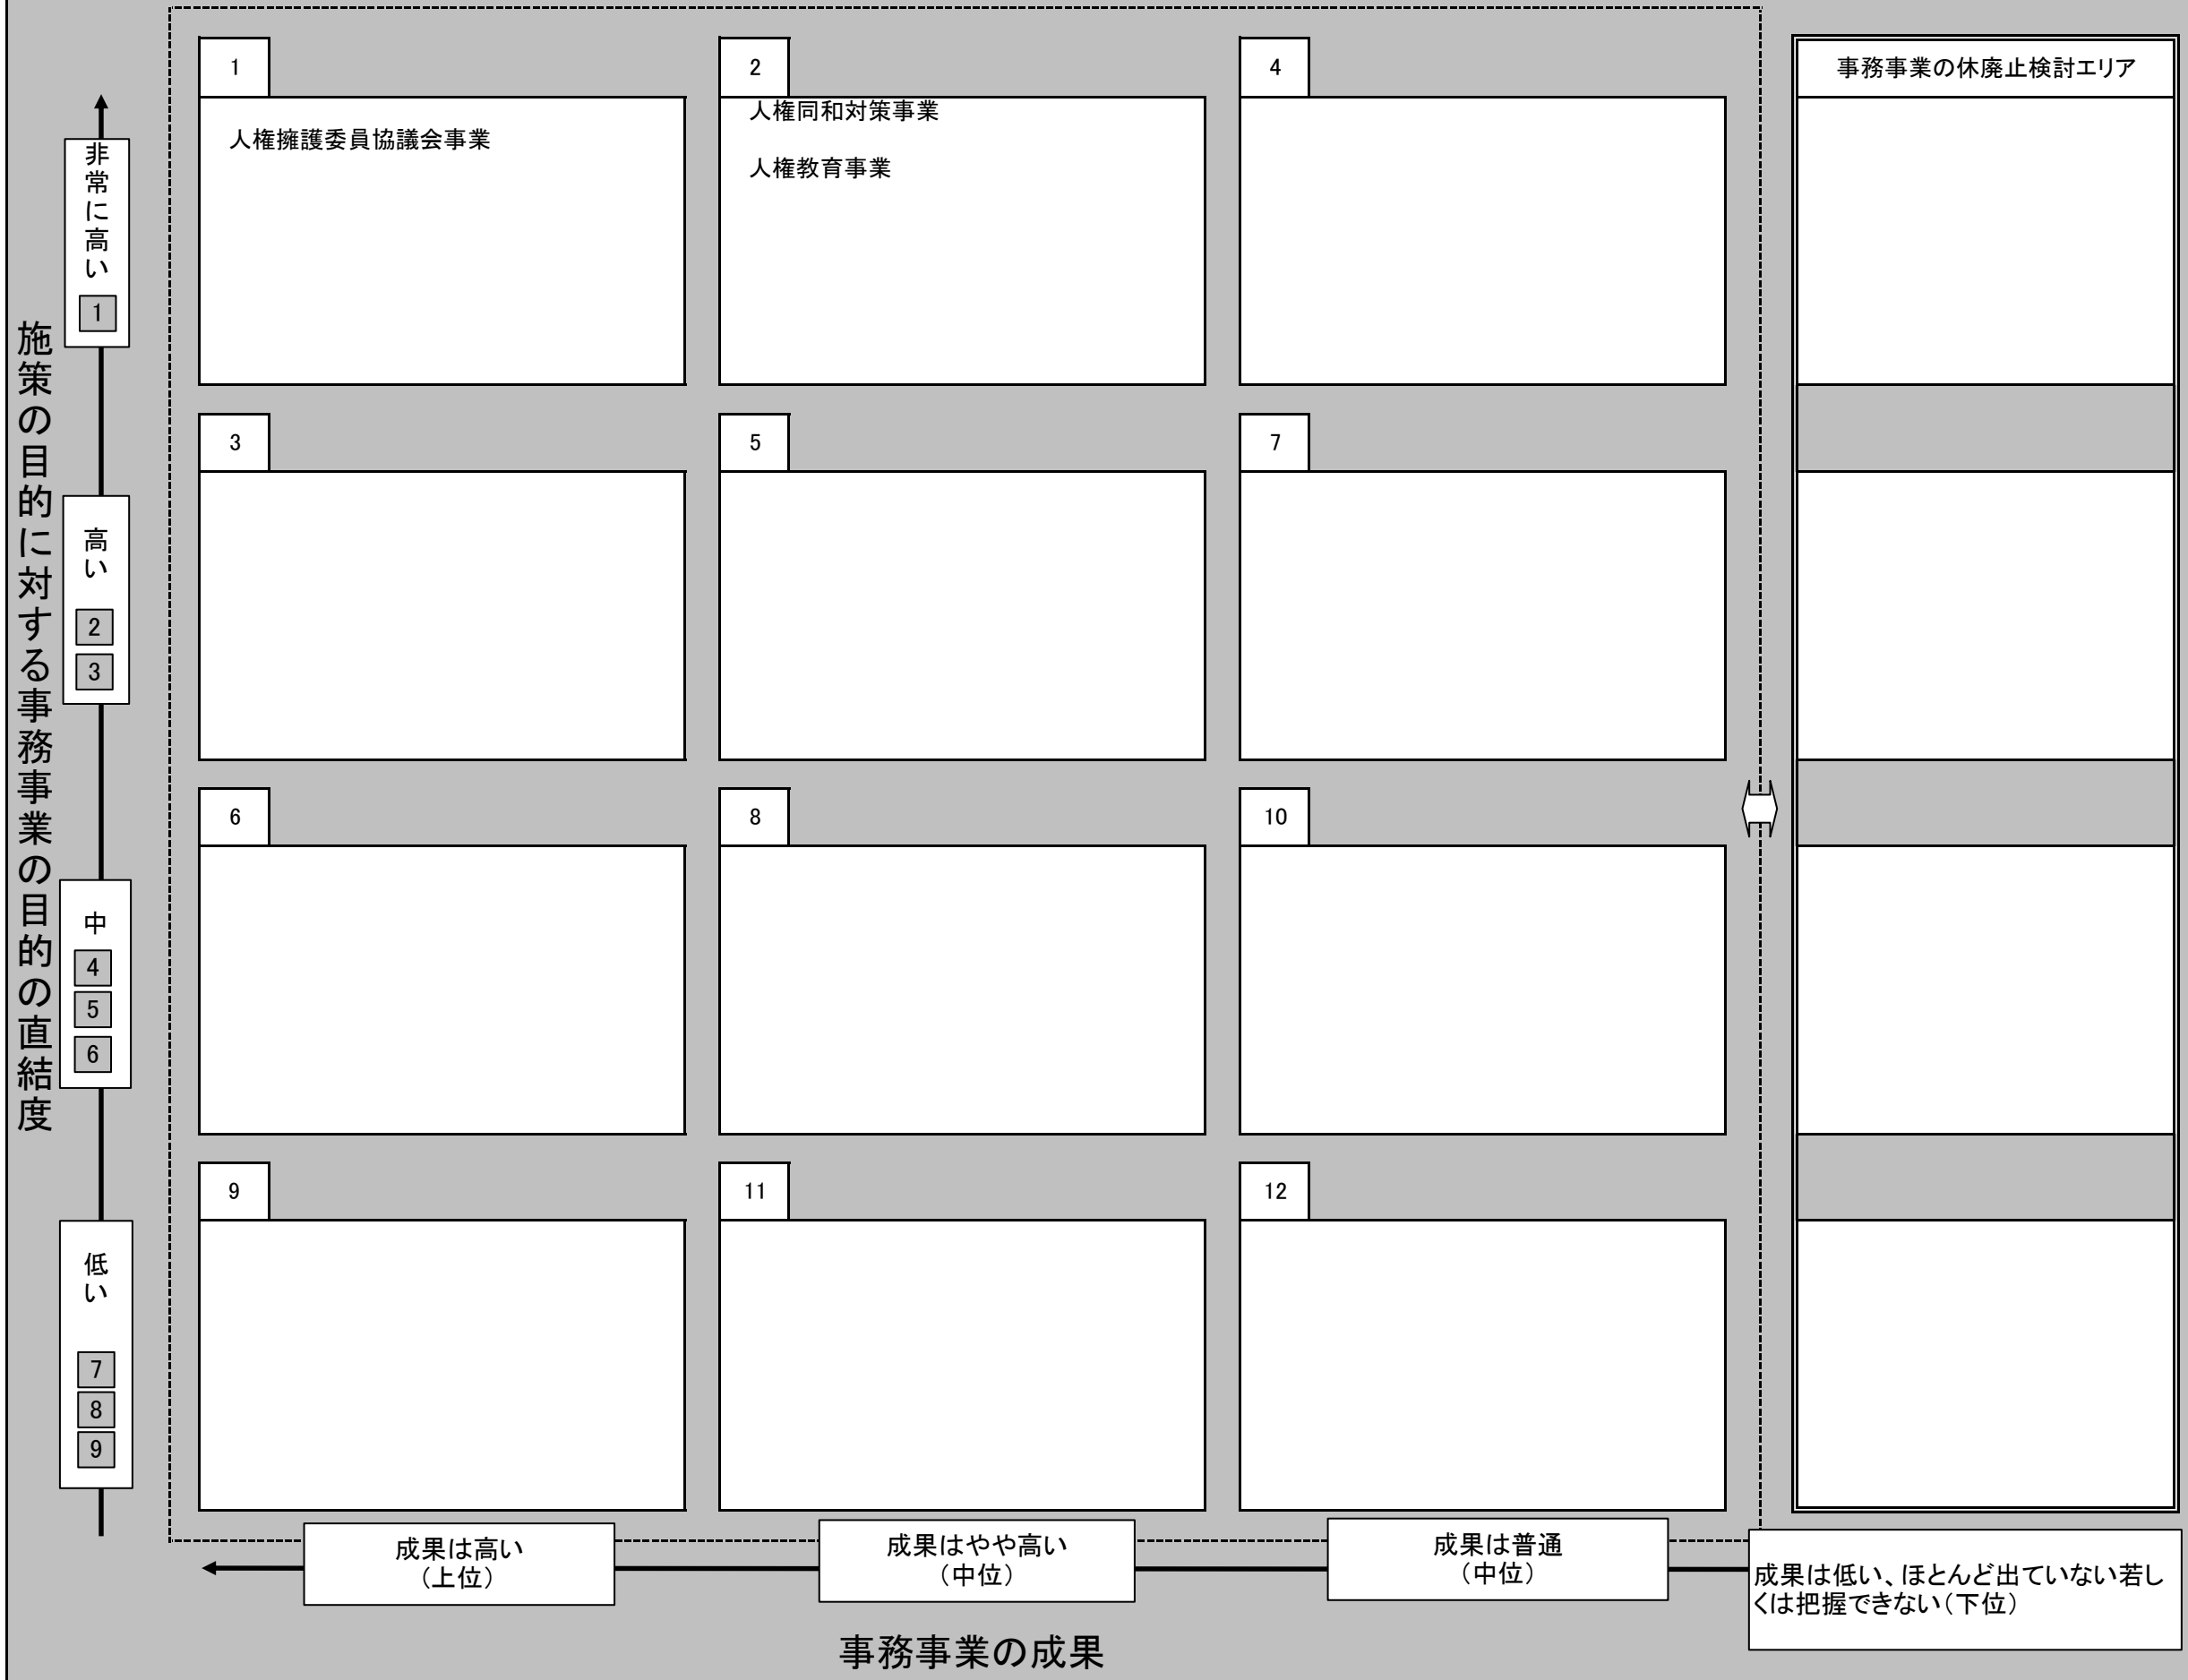 1
2
4
事務事業の休廃止検討エリア
人権擁護委員協議会事業
人権同和対策事業
人権教育事業
施策の目的に対する事務事業の目的の直結度
非常に高い
1
3
5
7
高い
2
3
6
8
10
中
4
5
6
9
11
12
低い
7
8
9
成果は高い
（上位）
成果はやや高い
（中位）
成果は普通
（中位）
成果は低い、ほとんど出ていない若し
くは把握できない（下位）
事務事業の成果